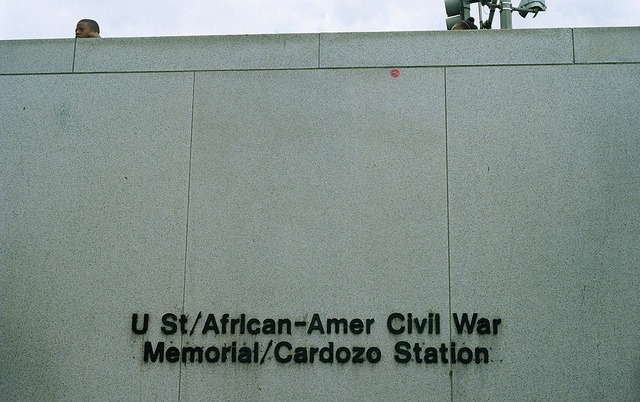 U St/African-Amer Civil War
Memorial/Cardozo Station